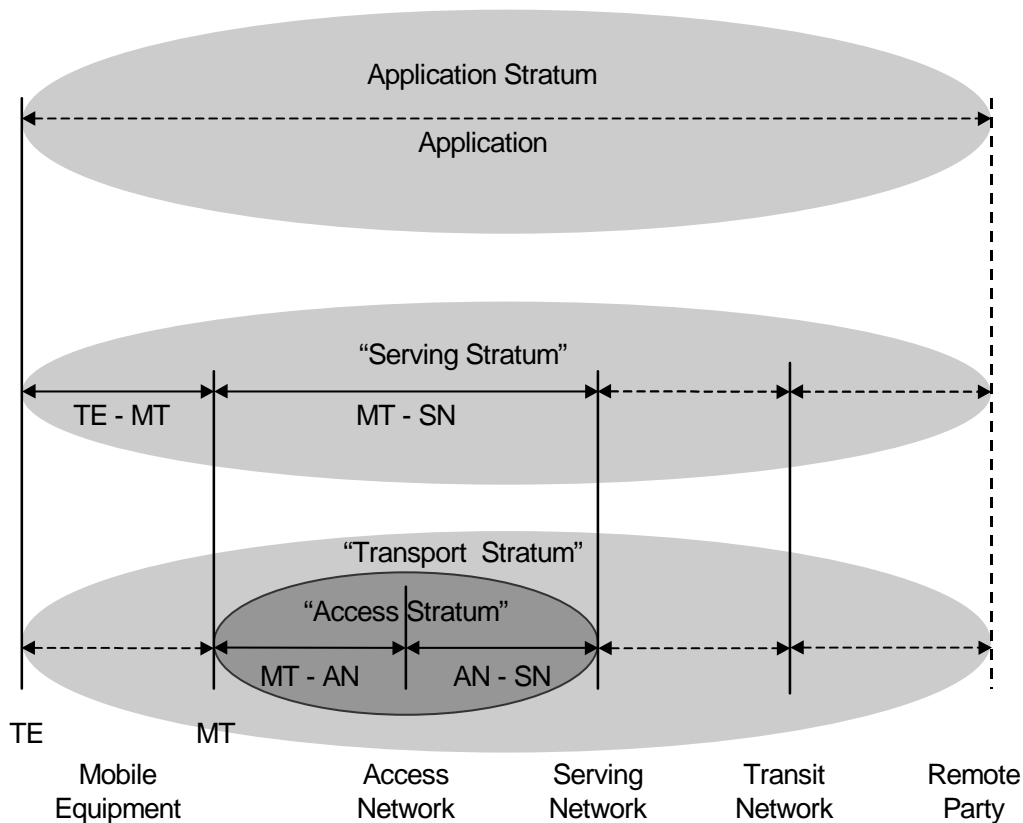 Application Stratum
Application
“Serving Stratum”
TE - MT
MT - SN
“Transport Stratum”
“Access Stratum”
MT - AN
AN - SN
TE
MT
Mobile
Equipment
Access
Network
Serving
Network
Transit
Network
Remote
Party